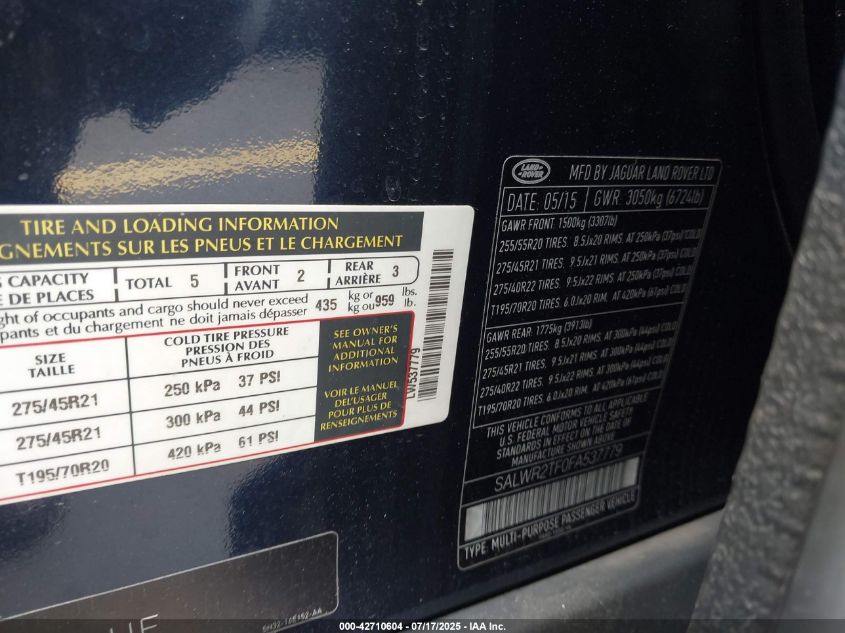 TIRE AND LOADING INFORMATION
GNEMENTS SUR LES PNEUS ET LE CHARGEMENT
CAPACITY
DE PLACES
TOTAL 5
FRONT
AVANT 2
REAR
ARRIÈRE 3
ght of occupants and cargo should never exceed 435 kg or 959 lbs.
pants et du chargement ne doit jamais dépasser kg ou lb.
SIZE
TAILLE
COLD TIRE PRESSURE
PRESSION DES
PNEUS À FROID
275/45R21 250 kPa 37 PSI
275/45R21 300 kPa 44 PSI
T195/70R20 420 kPa 61 PSI
SEE OWNER'S
MANUAL FOR
ADDITIONAL
INFORMATION
VOIR LE MANUEL
DEL'USAGER
POUR PLUS DE
RENSEIGNEMENTS
LW537779
LAND
ROVER
MFD BY JAGUAR LAND ROVER LTD
DATE: 05/15 GWR 3050kg (6724lb)
GAWR FRONT: 1500kg (3307lb)
255/55R20 TIRES. 8.5Jx20 RIMS. AT 250kPa (37psi) COLD
275/45R21 TIRES. 9.5Jx21 RIMS. AT 250kPa (37psi) COLD
275/40R22 TIRES. 9.5Jx22 RIMS. AT 250kPa (37psi) COLD
T195/70R20 TIRES. 6.0Jx20 RIM. AT 420kPa (61psi) COLD
GAWR REAR: 1775kg (3913lb)
255/55R20 TIRES. 8.5Jx20 RIMS. AT 300kPa (44psi) COLD
275/45R21 TIRES. 9.5Jx21 RIMS. AT 300kPa (44psi) COLD
275/40R22 TIRES. 9.5Jx22 RIMS. AT 300kPa (44psi) COLD
T195/70R20 TIRES. 6.0Jx20 RIM. AT 420kPa (61psi) COLD
THIS VEHICLE CONFORMS TO ALL APPLICABLE
U.S. FEDERAL MOTOR VEHICLE SAFETY
STANDARDS IN EFFECT ON THE DATE OF
MANUFACTURE SHOWN ABOVE
SALWR2TF0FA537779
TYPE: MULTI-PURPOSE PASSENGER VEHICLE
000-42710604 / 07/17/2025 - IAA Inc.